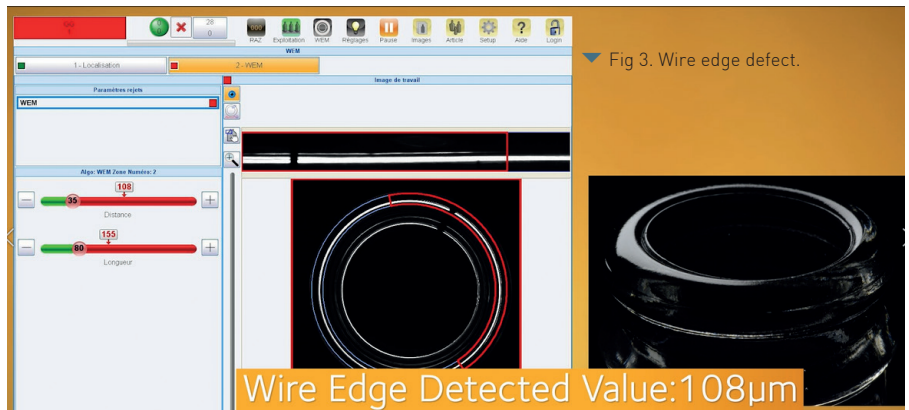 28
0
RAZ
Exploitation
WEM
Réglages
Pause
Images
Article
Setup
Aide
Login
WEM
1 - Localisation
2 - WEM
Paramètres rejets
WEM
Image de travail
Algo: WEM Zone Numéro: 2
108
35
Distance
155
80
Longueur
Fig 3. Wire edge defect.
Wire Edge Detected Value:108µm